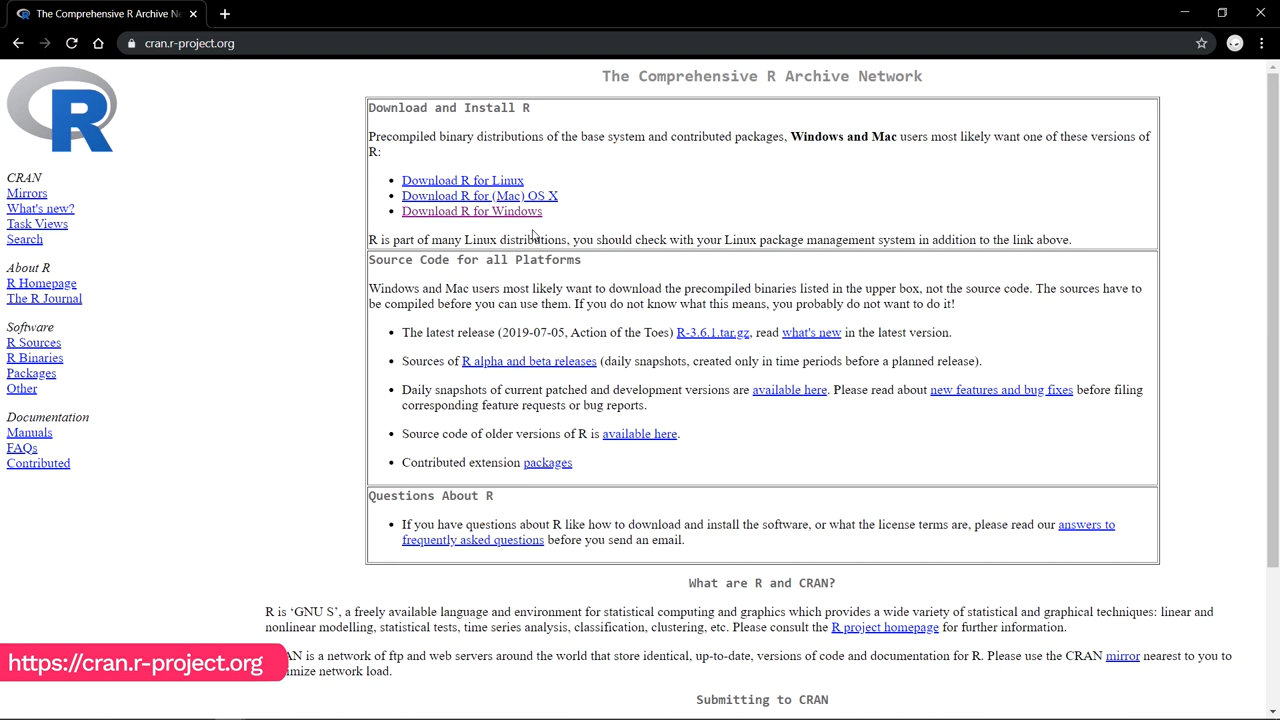 The Comprehensive R Archive Ne
cran.r-project.org
R
CRAN
Mirrors
What's new?
Task Views
Search
About R
R Homepage
The R Journal
Software
R Sources
R Binaries
Packages
Other
Documentation
Manuals
FAQs
Contributed
The Comprehensive R Archive Network
Download and Install R
Precompiled binary distributions of the base system and contributed packages, Windows and Mac users most likely want one of these versions of
R:
• Download R for Linux
• Download R for (Mac) OS X
• Download R for Windows
R is part of many Linux distributions, you should check with your Linux package management system in addition to the link above.
Source Code for all Platforms
Windows and Mac users most likely want to download the precompiled binaries listed in the upper box, not the source code. The sources have to
be compiled before you can use them. If you do not know what this means, you probably do not want to do it!
• The latest release (2019-07-05, Action of the Toes) R-3.6.1.tar.gz, read what's new in the latest version.
• Sources of R alpha and beta releases (daily snapshots, created only in time periods before a planned release).
• Daily snapshots of current patched and development versions are available here. Please read about new features and bug fixes before filing
corresponding feature requests or bug reports.
• Source code of older versions of R is available here.
• Contributed extension packages
Questions About R
• If you have questions about R like how to download and install the software, or what the license terms are, please read our answers to
frequently asked questions before you send an email.
What are R and CRAN?
R is ‘GNU S’, a freely available language and environment for statistical computing and graphics which provides a wide variety of statistical and graphical techniques: linear and
nonlinear modelling, statistical tests, time series analysis, classification, clustering, etc. Please consult the R project homepage for further information.
AN is a network of ftp and web servers around the world that store identical, up-to-date, versions of code and documentation for R. Please use the CRAN mirror nearest to you to
imize network load.
Submitting to CRAN
https://cran.r-project.org